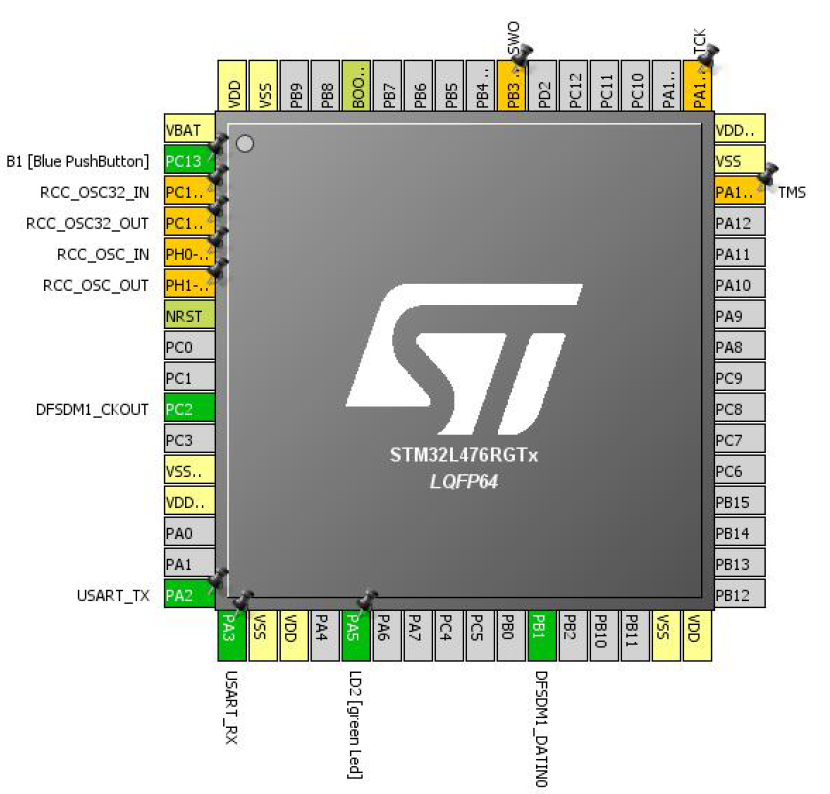 SWO
TCK
VDD
VSS
PB9
PB8
BOO..
PB7
PB6
PB5
PB4 ..
PB3 ..
PD2
PC12
PC11
PC10
PA1..
PA1..
VBAT
B1 [Blue PushButton] PC13
RCC_OSC32_IN PC1..
RCC_OSC32_OUT PC1..
RCC_OSC_IN PH0-..
RCC_OSC_OUT PH1-..
NRST
PC0
PC1
DFSDM1_CKOUT PC2
PC3
VSS..
VDD..
PA0
PA1
USART_TX PA2
STM32L476RGTx
LQFP64
VDD..
VSS
PA1.. TMS
PA12
PA11
PA10
PA9
PA8
PC9
PC8
PC7
PC6
PB15
PB14
PB13
PB12
PA3
VSS
VDD
PA4
PA5
PA6
PA7
PC4
PC5
PB0
PB1
PB2
PB10
PB11
VSS
VDD
USART_RX
LD2 [green Led]
DFSDM1_DATIN0